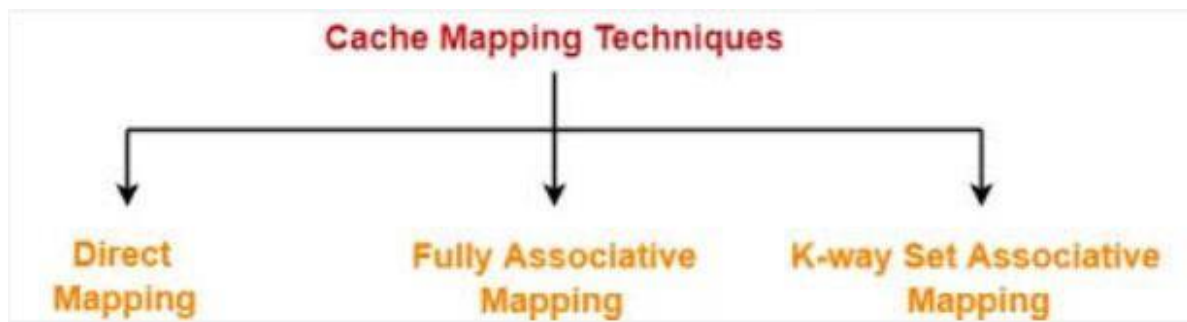 Cache Mapping Techniques
Direct
Mapping
Fully Associative
Mapping
K-way Set Associative
Mapping